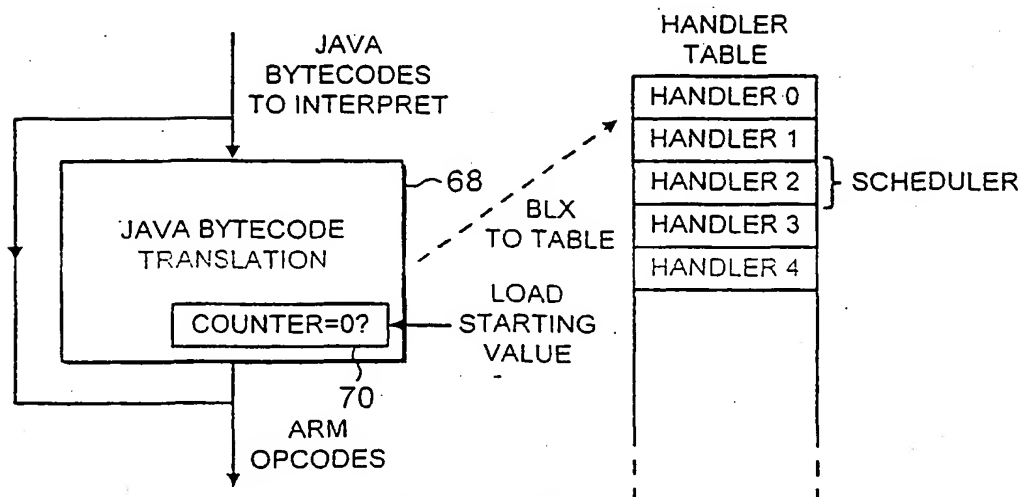 JAVA
BYTECODES
TO INTERPRET
68
JAVA BYTECODE
TRANSLATION
COUNTER=0?
70
LOAD
STARTING
VALUE
BLX
TO TABLE
ARM
OPCODES
HANDLER
TABLE
HANDLER 0
HANDLER 1
HANDLER 2
SCHEDULER
HANDLER 3
HANDLER 4